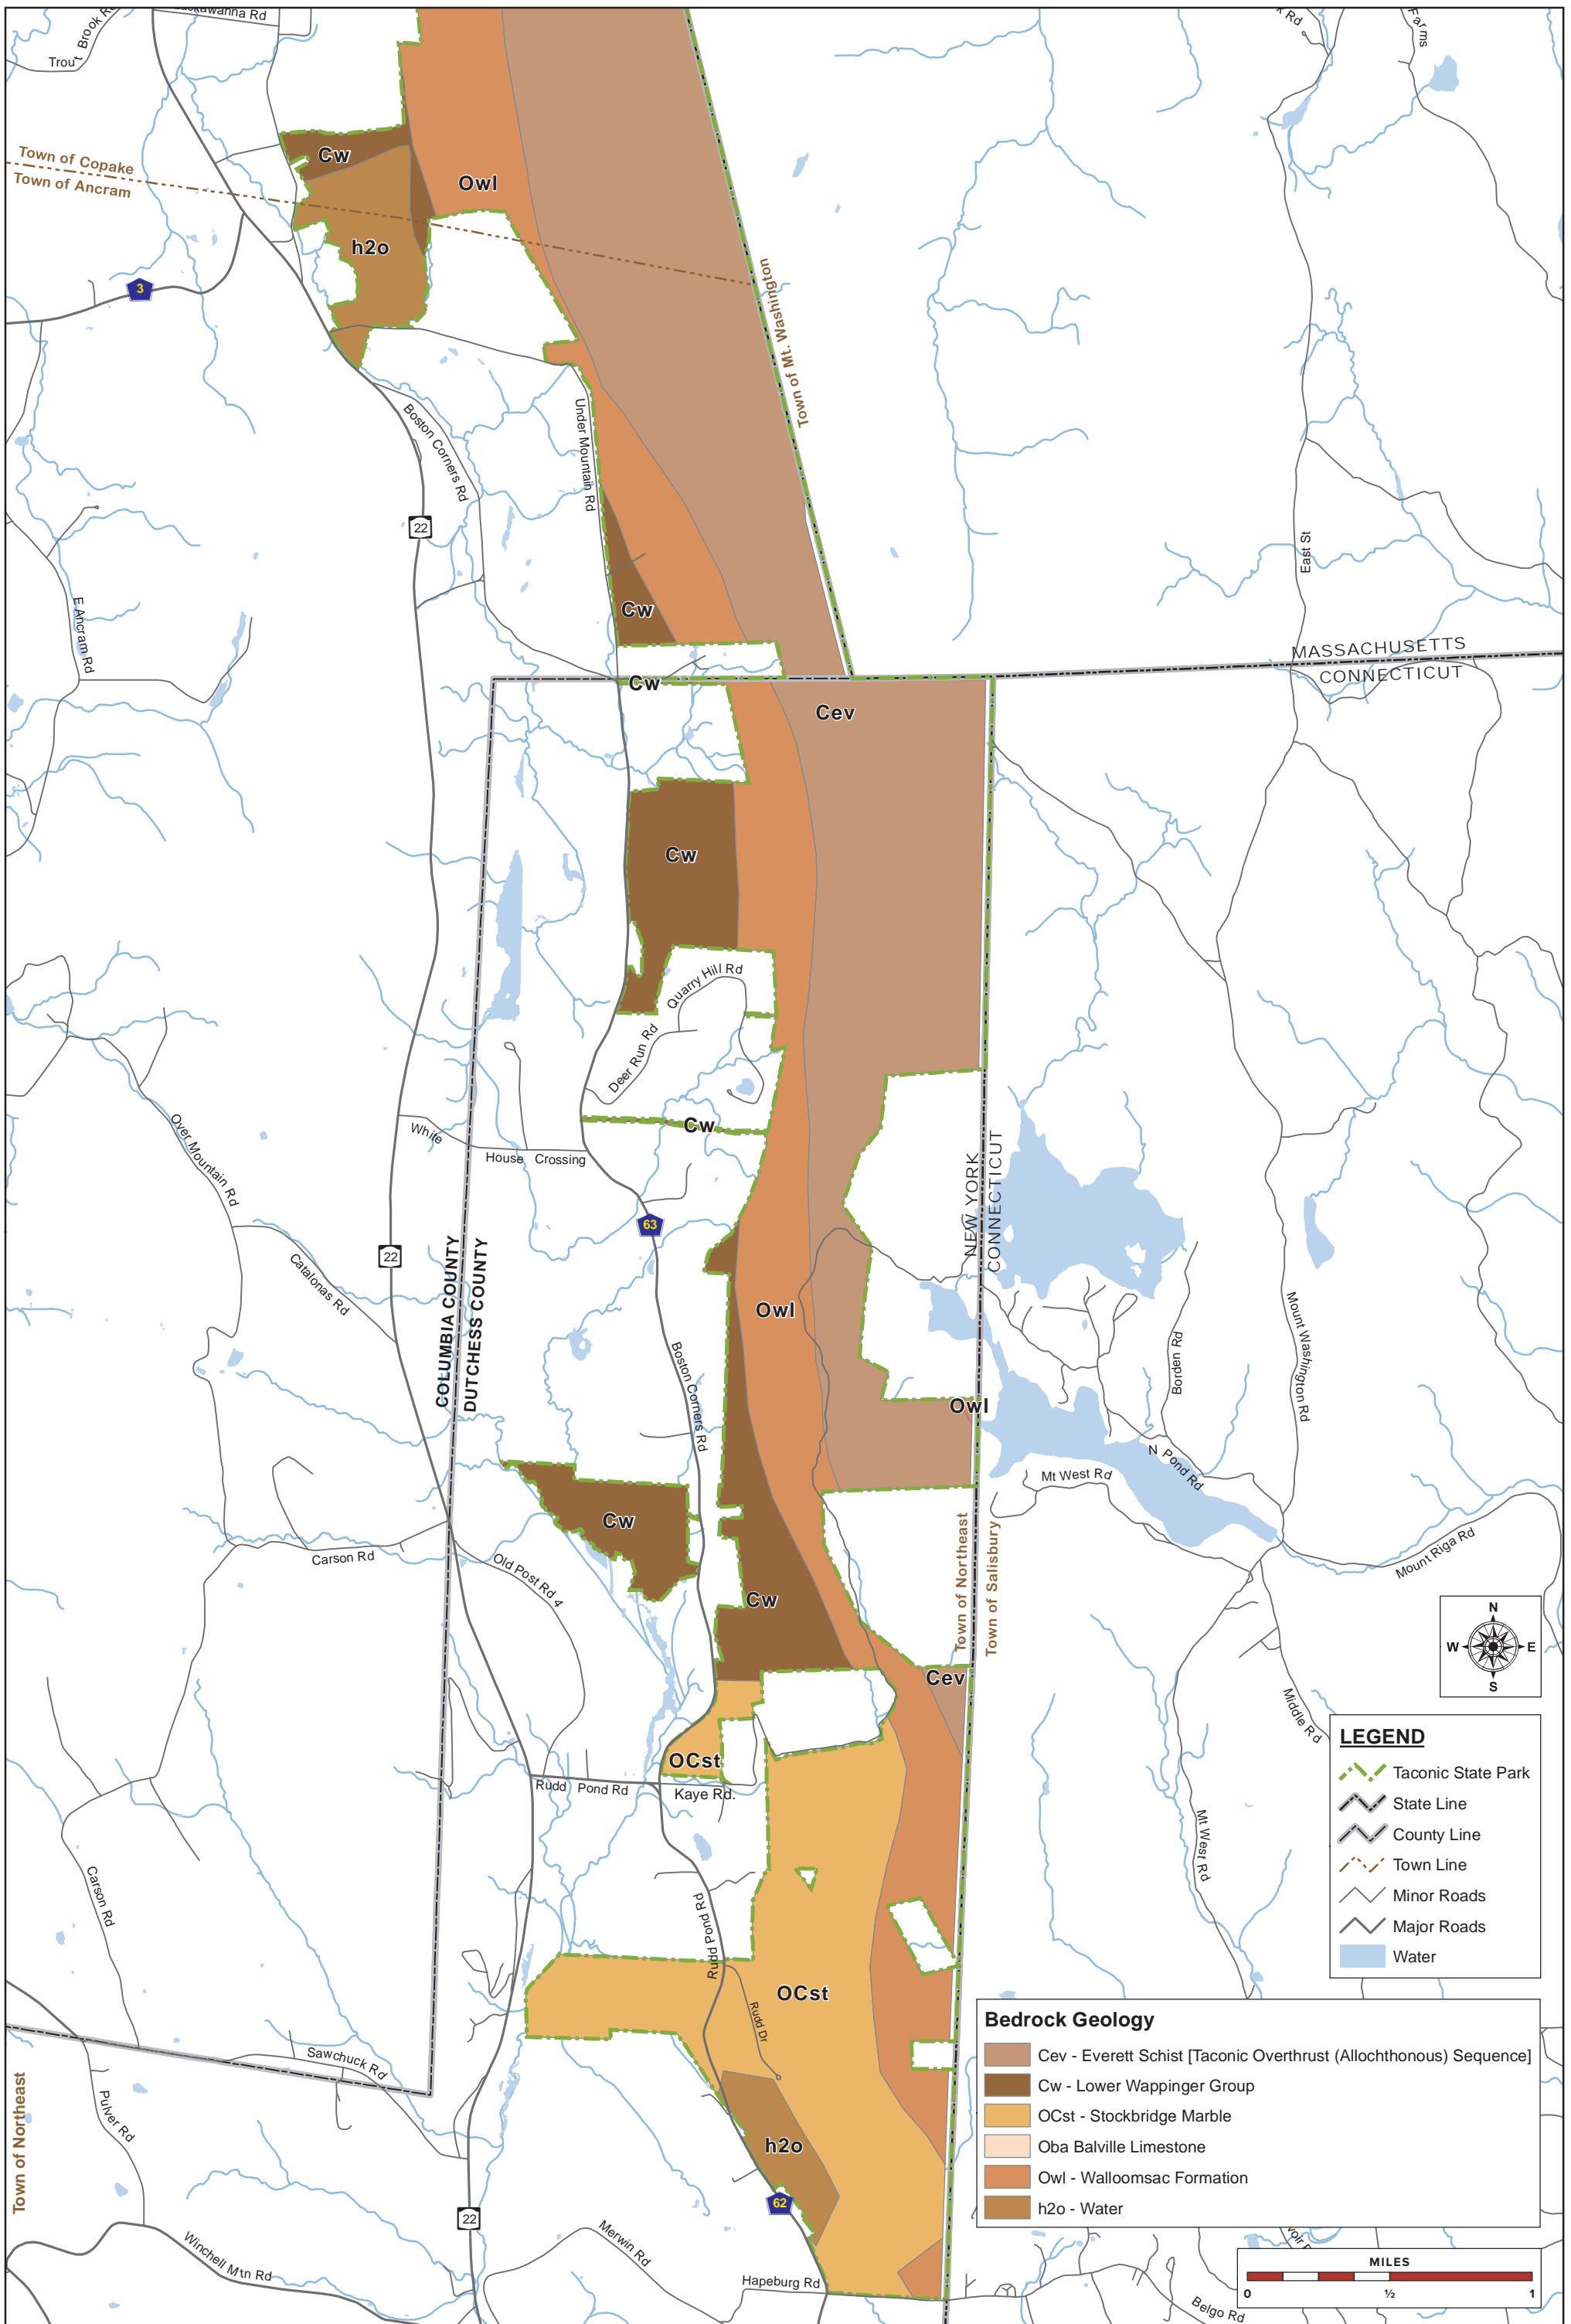 Trout Brook Rd
Farms
Town of Copake
Town of Ancram
Cw
Owl
h2o
3
Town of Mt. Washington
Boston Corners Rd
Under Mountain Rd
22
East St
E Ancram Rd
Cw
MASSACHUSETTS
CONNECTICUT
Cw
Cev
Cw
Quarry Hill Rd
Deer Run Rd
Over Mountain Rd
White House Crossing
Cw
NEW YORK
CONNECTICUT
63
22
Catalonas Rd
COLUMBIA COUNTY
DUTCHESS COUNTY
Owl
Boston Corners Rd
Borden Rd
Mount Washington Rd
Owl
N Pond Rd
Mt West Rd
Cw
Carson Rd
Old Post Rd 4
Town of Northeast
Town of Salisbury
Mount Riga Rd
Cw
N
W E
S
Cev
Middle Rd
OCst
Rudd Pond Rd
Kaye Rd.
Mt West Rd
Carson Rd
Rudd Pond Rd
OCst
Rudd Dr
Sawchuck Rd
Town of Northeast
Pulver Rd
h2o
62
22
Winchell Mtn Rd
Merwin Rd
Hapeburg Rd
Belgo Rd
LEGEND
Taconic State Park
State Line
County Line
Town Line
Minor Roads
Major Roads
Water
Bedrock Geology
Cev - Everett Schist [Taconic Overthrust (Allochthonous) Sequence]
Cw - Lower Wappinger Group
OCst - Stockbridge Marble
Oba Balville Limestone
Owl - Walloomsac Formation
h2o - Water
MILES
0 ½ 1